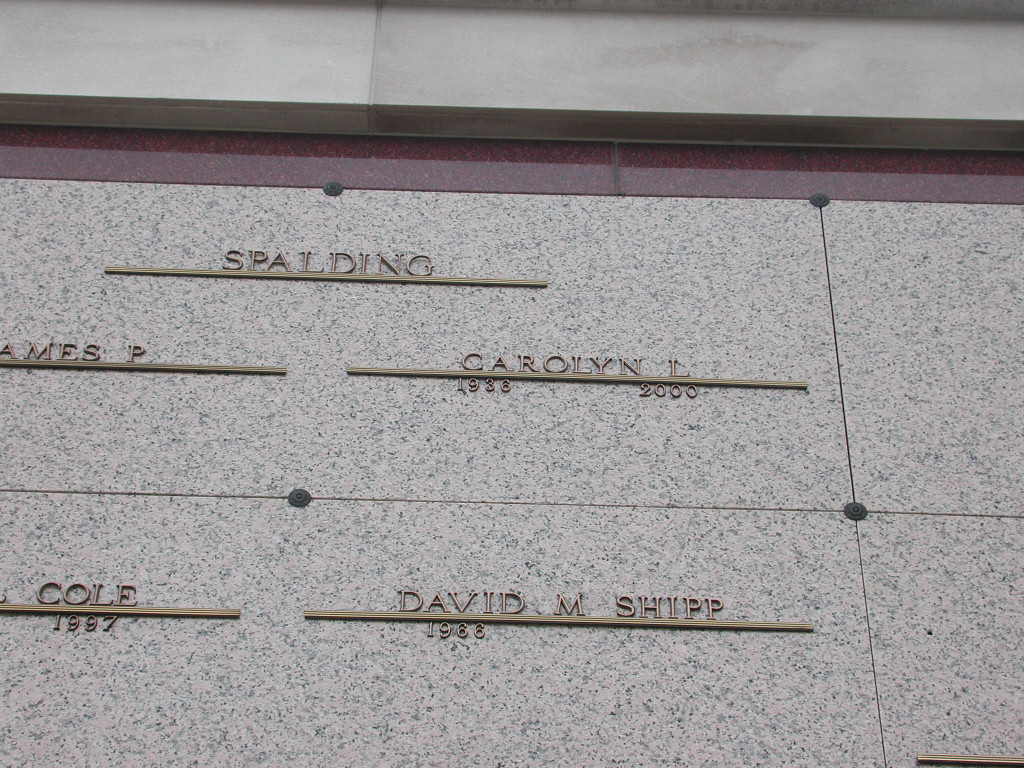 SPALDING
AMES P
CAROLYN L
1936 2000
COLE
1997
DAVID M SHIPP
1966